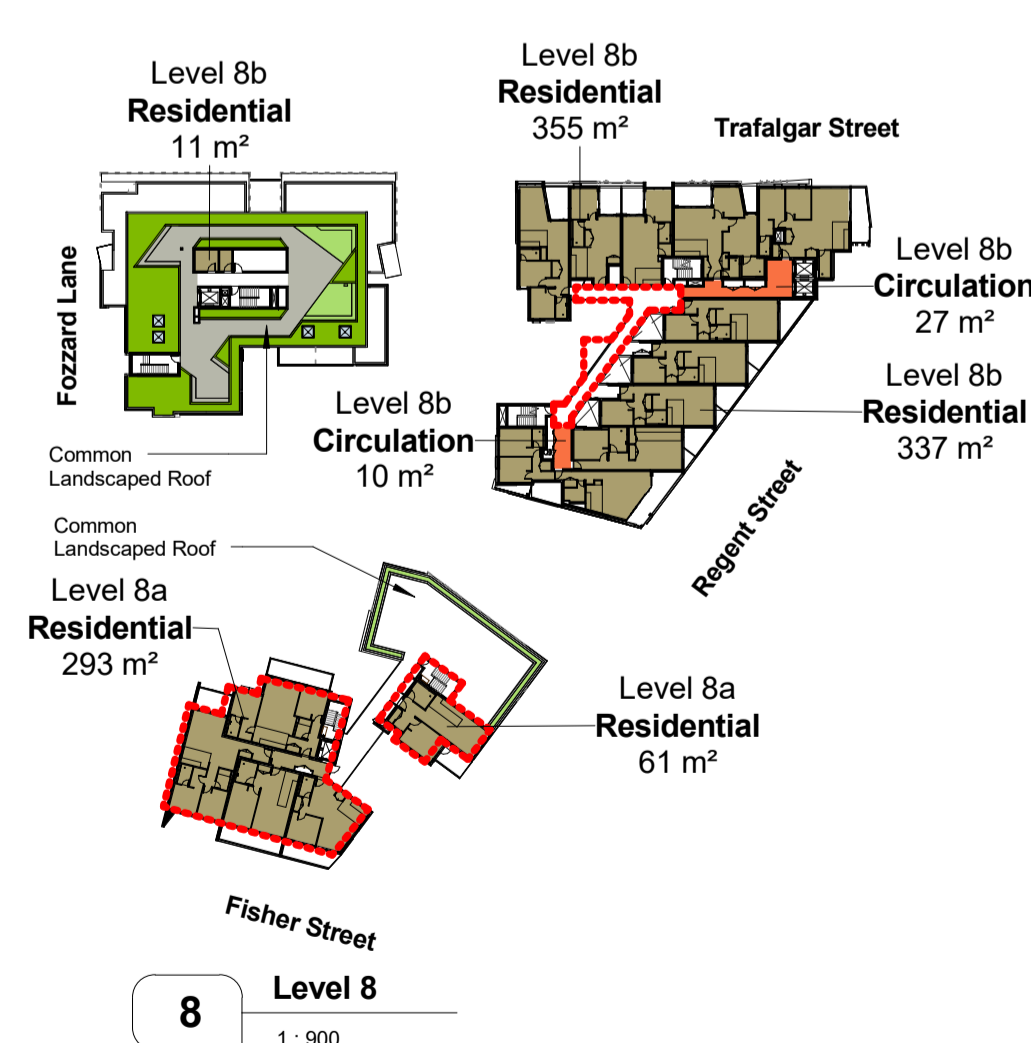 Level 8b
Residential
11 m²
Level 8b
Residential
355 m²
Trafalgar Street
Fozzard Lane
Level 8b
Circulation
27 m²
Level 8b
Residential
337 m²
Level 8b
Circulation
10 m²
Common
Landscaped Roof
Regent Street
Common
Landscaped Roof
Level 8a
Residential
293 m²
Level 8a
Residential
61 m²
Fisher Street
8
Level 8
1 : 900